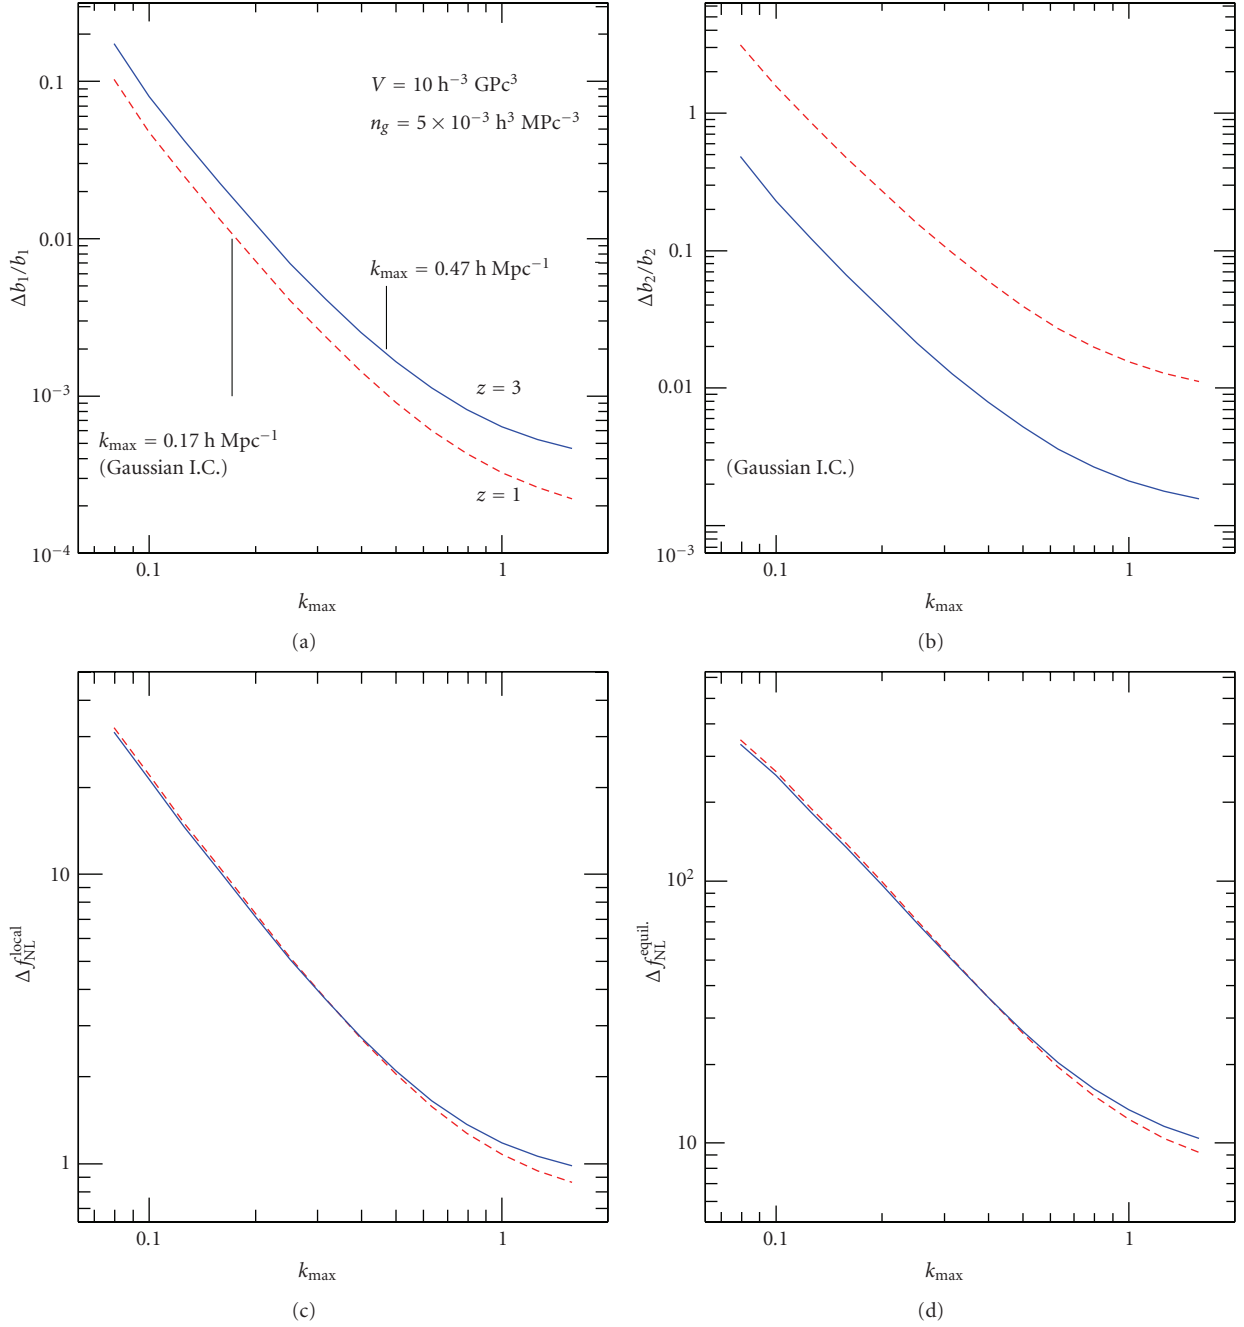 0.1
0.01
10⁻³
10⁻⁴
Δb₁/b₁
V = 10 h⁻³ GPc³
n_g = 5 × 10⁻³ h³ MPc⁻³
k_max = 0.47 h Mpc⁻¹
z = 3
k_max = 0.17 h Mpc⁻¹
(Gaussian I.C.)
z = 1
0.1 1
k_max
(a)
1
0.1
0.01
10⁻³
Δb₂/b₂
(Gaussian I.C.)
0.1 1
k_max
(b)
10
1
Δ f_NL^local
0.1 1
k_max
(c)
10²
10
Δ f_NL^equil.
0.1 1
k_max
(d)